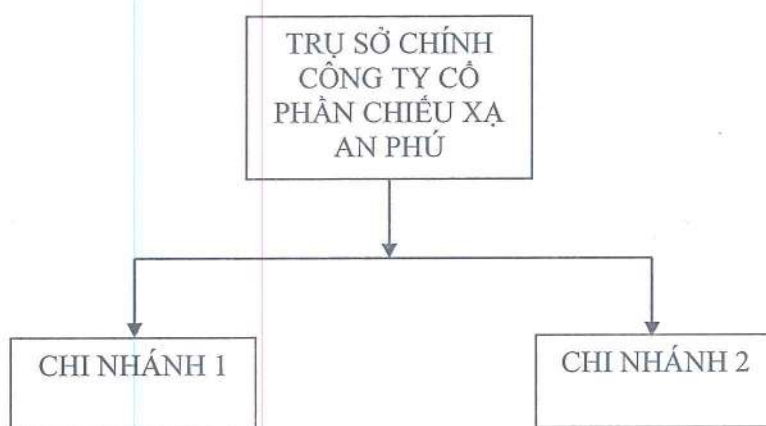 TRỤ SỞ CHÍNH
CÔNG TY CỔ
PHẦN CHIẾU XẠ
AN PHÚ
CHI NHÁNH 1
CHI NHÁNH 2